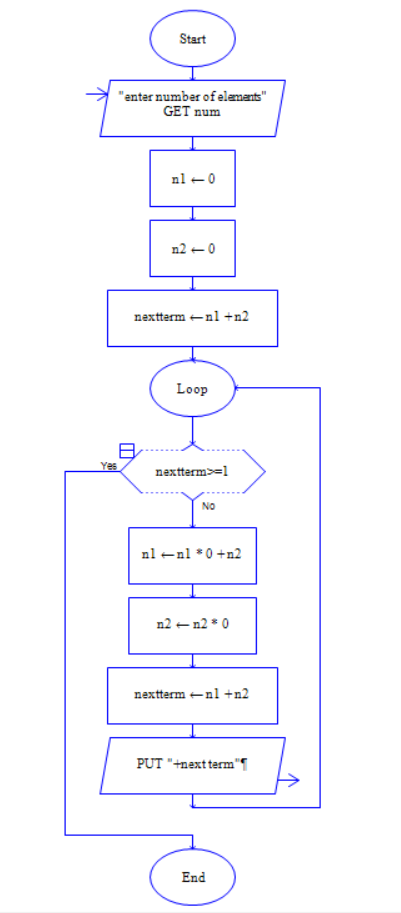 Start
"enter number of elements"
GET num
n1 ← 0
n2 ← 0
nextterm ← n1 + n2
Loop
Yes
nextterm>=1
No
n1 ← n1 * 0 + n2
n2 ← n2 * 0
nextterm ← n1 + n2
PUT "+next term"¶
End